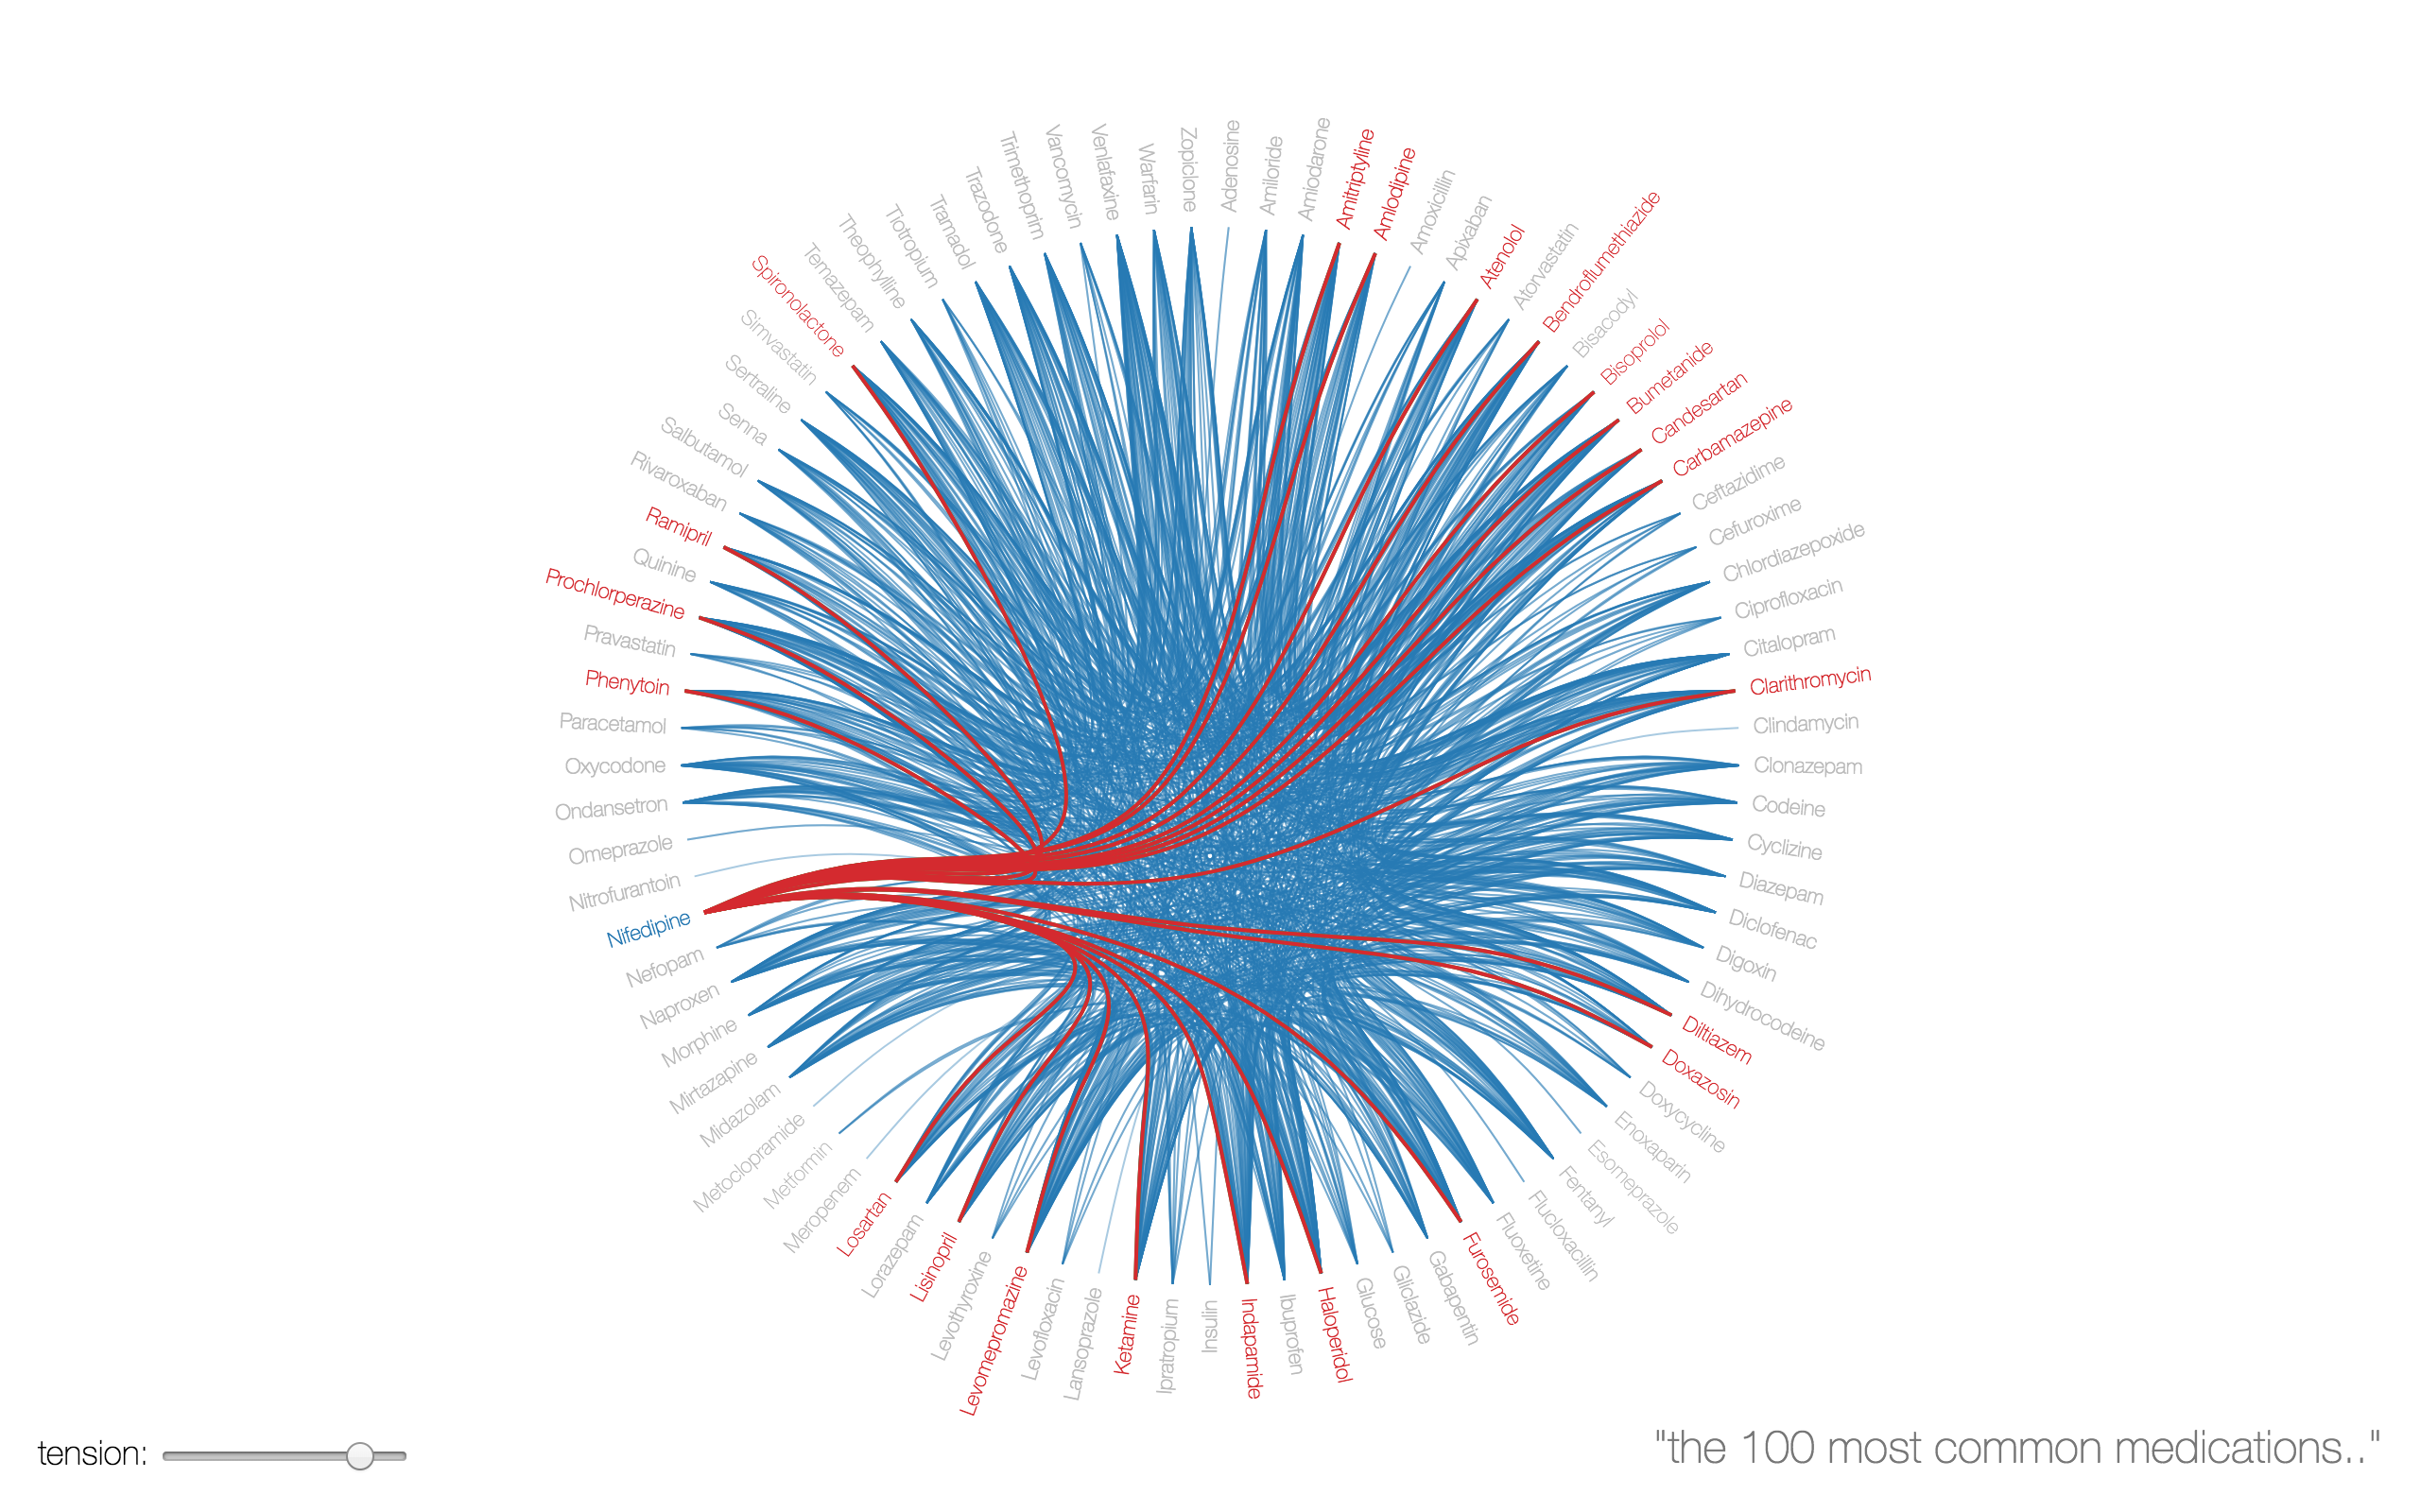 Adenosine
Amiloride
Amiodarone
Amitriptyline
Amlodipine
Amoxicillin
Apixaban
Atenolol
Atorvastatin
Bendroflumethiazide
Bisacodyl
Bisoprolol
Bumetanide
Candesartan
Carbamazepine
Ceftazidime
Cefuroxime
Chlordiazepoxide
Ciprofloxacin
Citalopram
Clarithromycin
Clindamycin
Clonazepam
Codeine
Cyclizine
Diazepam
Diclofenac
Digoxin
Dihydrocodeine
Diltiazem
Doxazosin
Doxycycline
Enoxaparin
Esomeprazole
Fentanyl
Flucloxacillin
Fluoxetine
Furosemide
Gabapentin
Gliclazide
Glucose
Haloperidol
Ibuprofen
Indapamide
Insulin
Ipratropium
Ketamine
Lansoprazole
Levofloxacin
Levomepromazine
Levothyroxine
Lisinopril
Lorazepam
Losartan
Meropenem
Metformin
Metoclopramide
Midazolam
Mirtazapine
Morphine
Naproxen
Nefopam
Nifedipine
Nitrofurantoin
Omeprazole
Ondansetron
Oxycodone
Paracetamol
Phenytoin
Pravastatin
Prochlorperazine
Quinine
Ramipril
Rivaroxaban
Salbutamol
Senna
Sertraline
Simvastatin
Spironolactone
Temazepam
Theophylline
Tiotropium
Tramadol
Trazodone
Trimethoprim
Vancomycin
Venlafaxine
Warfarin
Zopiclone
tension:
"the 100 most common medications.."